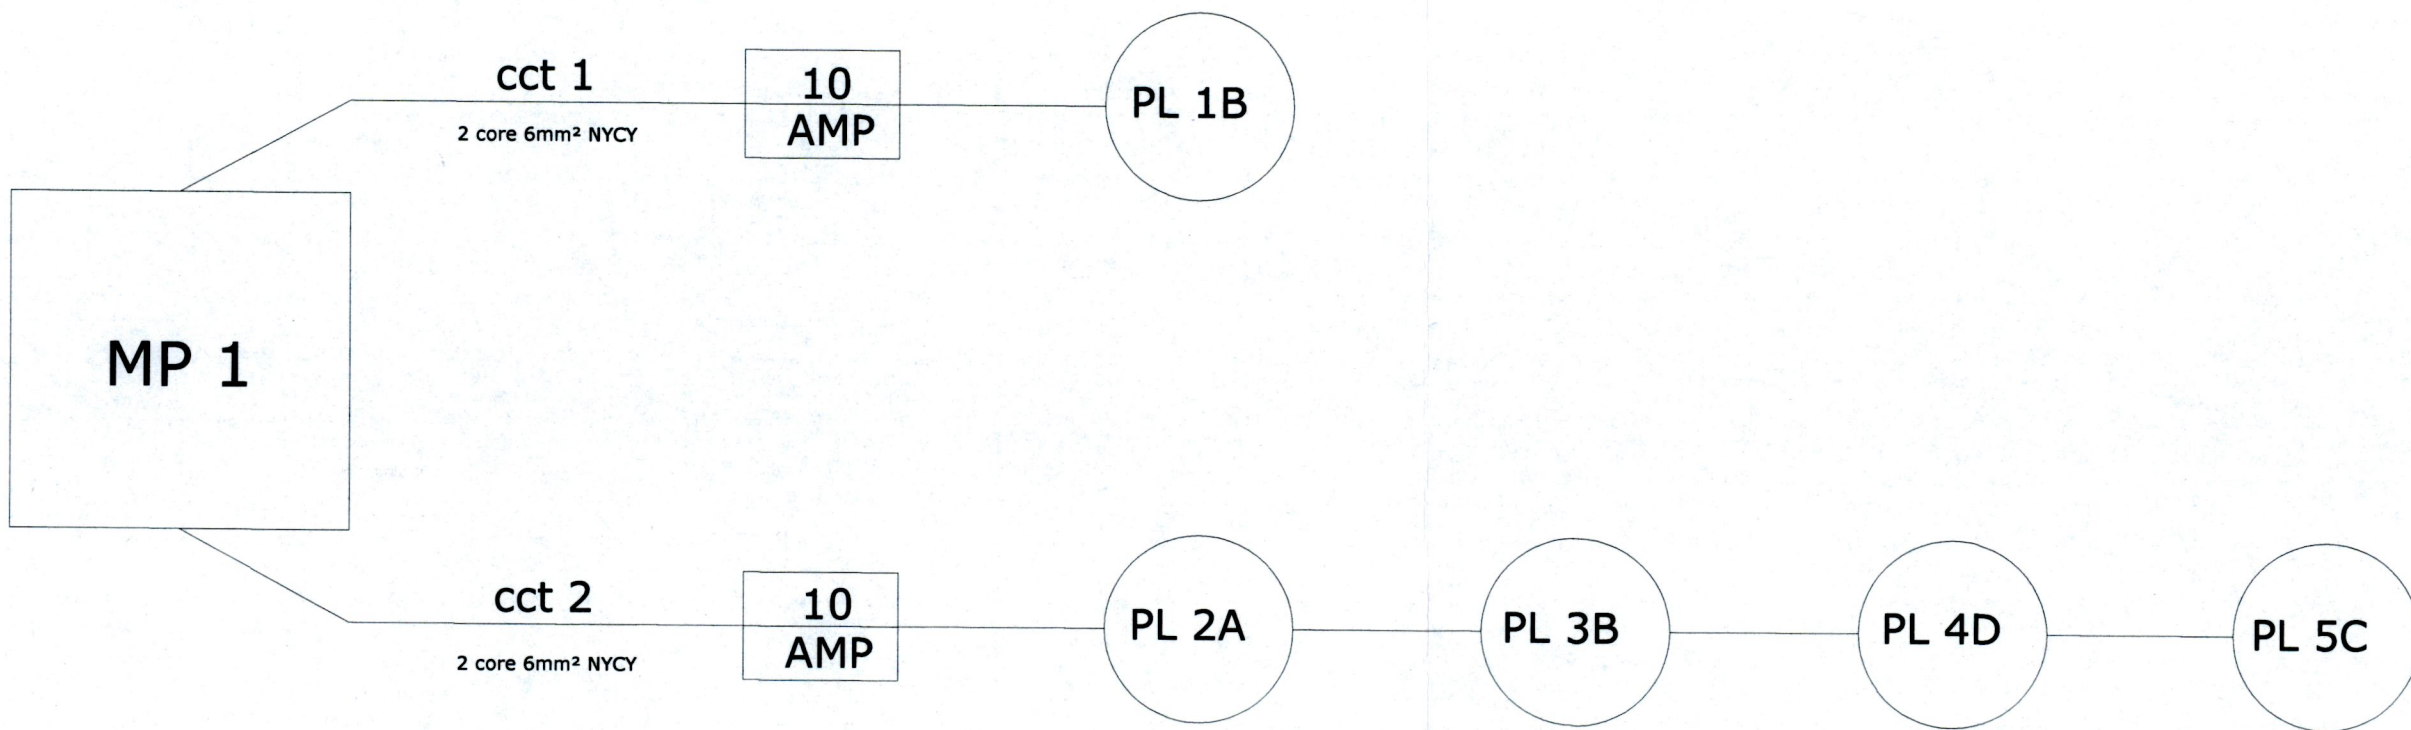 cct 1
2 core 6mm² NYCY
10
AMP
PL 1B
MP 1
cct 2
2 core 6mm² NYCY
10
AMP
PL 2A
PL 3B
PL 4D
PL 5C